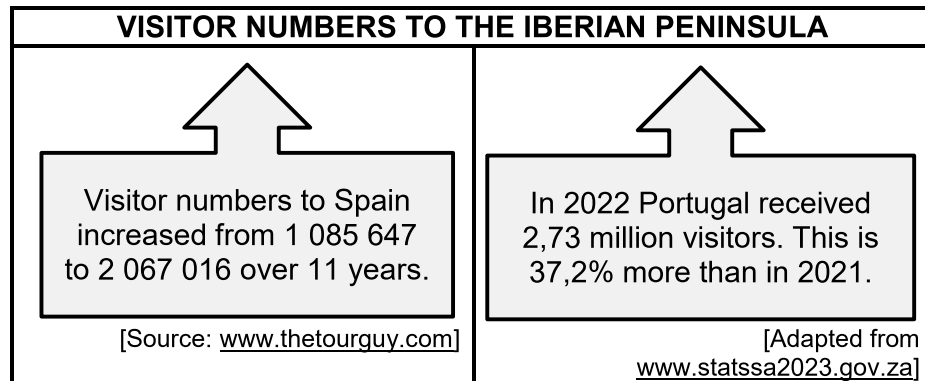 VISITOR NUMBERS TO THE IBERIAN PENINSULA
Visitor numbers to Spain
increased from 1 085 647
to 2 067 016 over 11 years.
[Source: www.thetourguy.com]
In 2022 Portugal received
2,73 million visitors. This is
37,2% more than in 2021.
[Adapted from
www.statssa2023.gov.za]